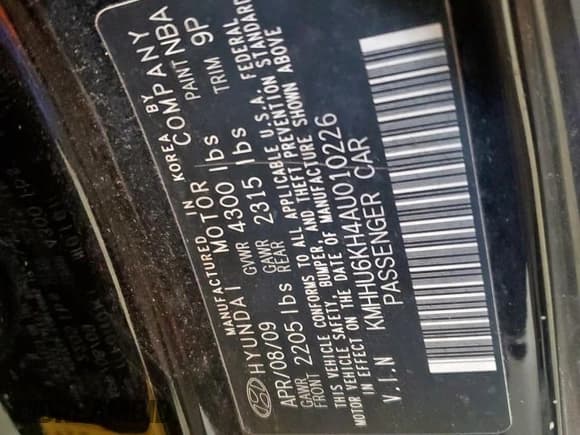 MANUFACTURED IN KOREA BY
HYUNDAI MOTOR COMPANY
APR/08/09 GVWR 4300 lbs PAINT NBA
GAWR FRONT 2205 lbs GAWR REAR 2315 lbs TRIM 9P
THIS VEHICLE CONFORMS TO ALL APPLICABLE U.S.A. FEDERAL
VEHICLE SAFETY, BUMPER, AND THEFT PREVENTION STANDARD
IN EFFECT ON THE DATE OF MANUFACTURE SHOWN ABOVE
V.I.N KMHHU6KH4AU010226
PASSENGER CAR